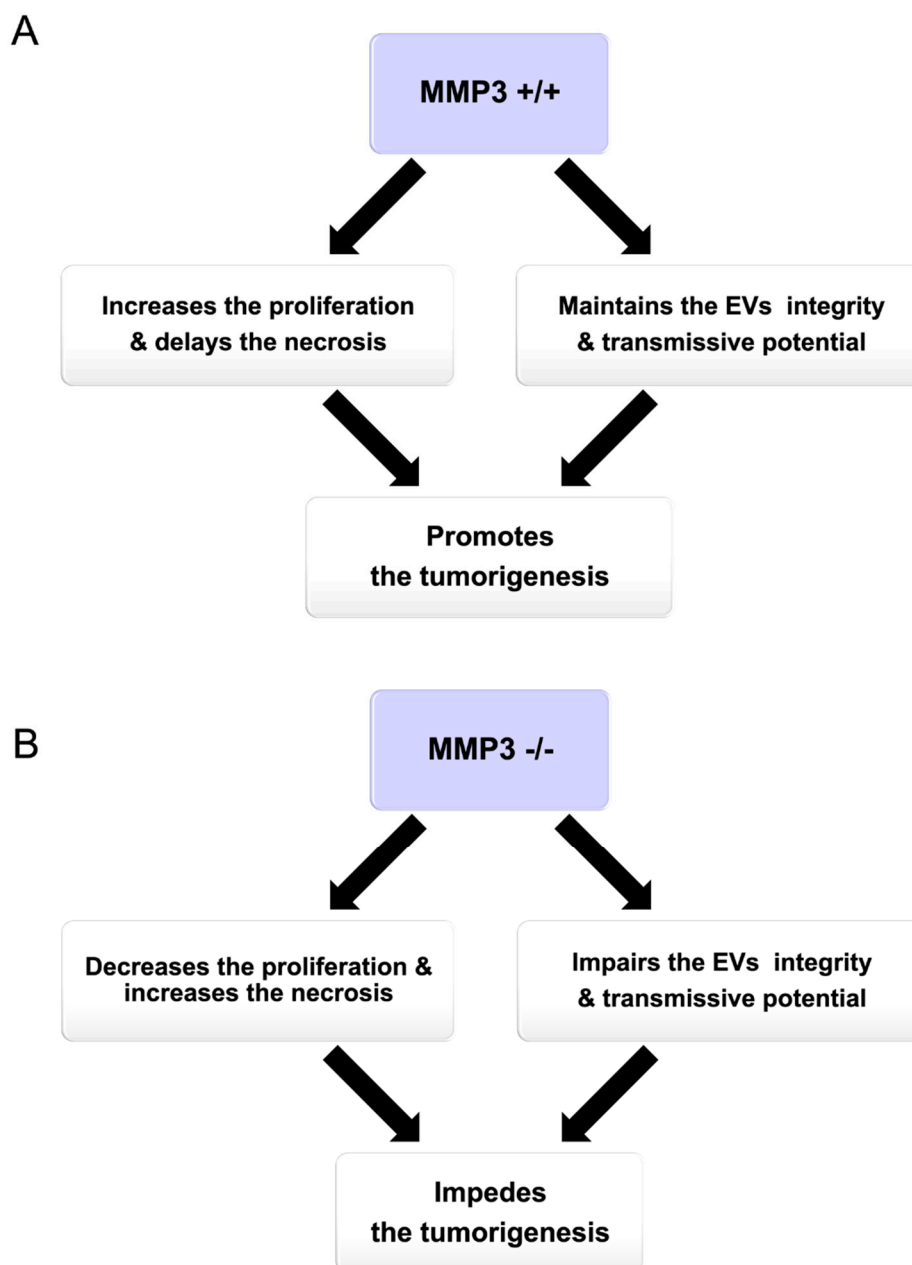 A
MMP3 +/+
Increases the proliferation
& delays the necrosis
Maintains the EVs integrity
& transmissive potential
Promotes
the tumorigenesis
B
MMP3 -/-
Decreases the proliferation &
increases the necrosis
Impairs the EVs integrity
& transmissive potential
Impedes
the tumorigenesis